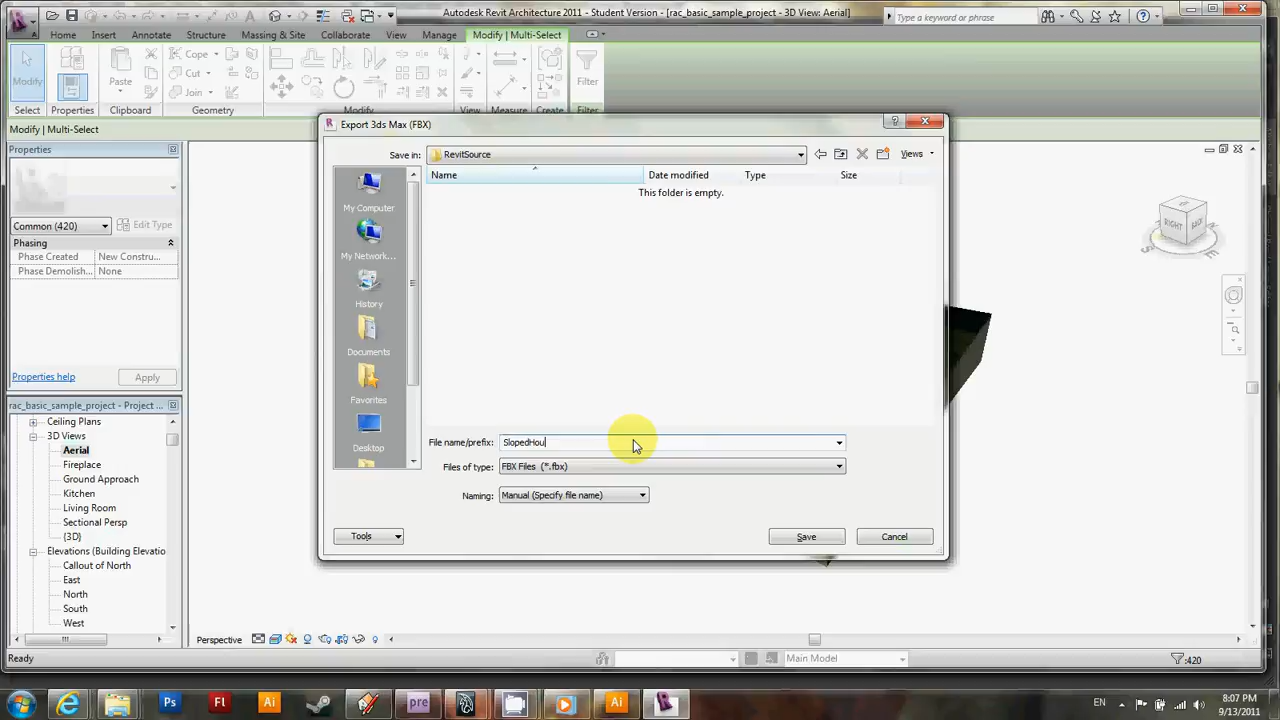 Autodesk Revit Architecture 2011 - Student Version - rac_basic_sample_project - 3D View: Aerial
Type a keyword or phrase
Home Insert Annotate Structure Massing & Site Collaborate View Manage Modify | Multi-Select
Cope
Cut
Join
Modify Paste Filter
Select Properties Clipboard Geometry Modify View Measure Create Filter
Modify | Multi-Select
Properties
Common (420) Edit Type
Phasing
Phase Created New Constru...
Phase Demolish... None
Properties help Apply
rac_basic_sample_project - Project ...
Ceiling Plans
3D Views
Aerial
Fireplace
Ground Approach
Kitchen
Living Room
Sectional Persp
{3D}
Elevations (Building Elevatio
Callout of North
East
North
South
West
Export 3ds Max (FBX)
Save in: RevitSource Views
Name Date modified Type Size
This folder is empty.
My Computer
My Network...
History
Documents
Favorites
Desktop
File name/prefix: SlopedHou
Files of type: FBX Files (*.fbx)
Naming: Manual (Specify file name)
Tools Save Cancel
RIGHT BACK
Perspective
Ready Main Model :420
Ps Fl Ai pre Ai EN 8:07 PM
9/13/2011